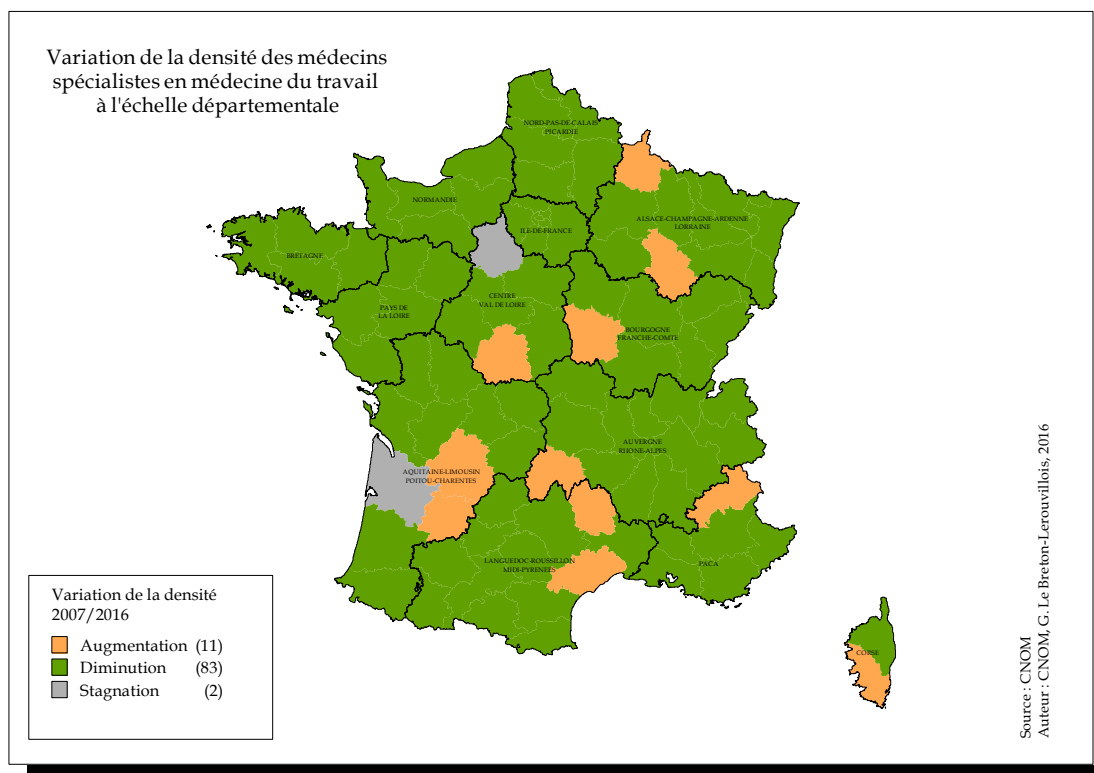 Variation de la densité des médecins
spécialistes en médecine du travail
à l'échelle départementale
NORD-PAS-DE-CALAIS
PICARDIE
NORMANDIE
ILE-DE-FRANCE
ALSACE-CHAMPAGNE-ARDENNE
LORRAINE
BRETAGNE
PAYS DE
LA LOIRE
CENTRE
VAL DE LOIRE
BOURGOGNE
FRANCHE-COMTE
AQUITAINE-LIMOUSIN
POITOU-CHARENTES
AUVERGNE
RHONE-ALPES
LANGUEDOC-ROUSSILLON
MIDI-PYRENEES
PACA
CORSE
Variation de la densité
2007/2016
Augmentation (11)
Diminution (83)
Stagnation (2)
Source : CNOM
Auteur : CNOM, G. Le Breton-Lerouvillois, 2016